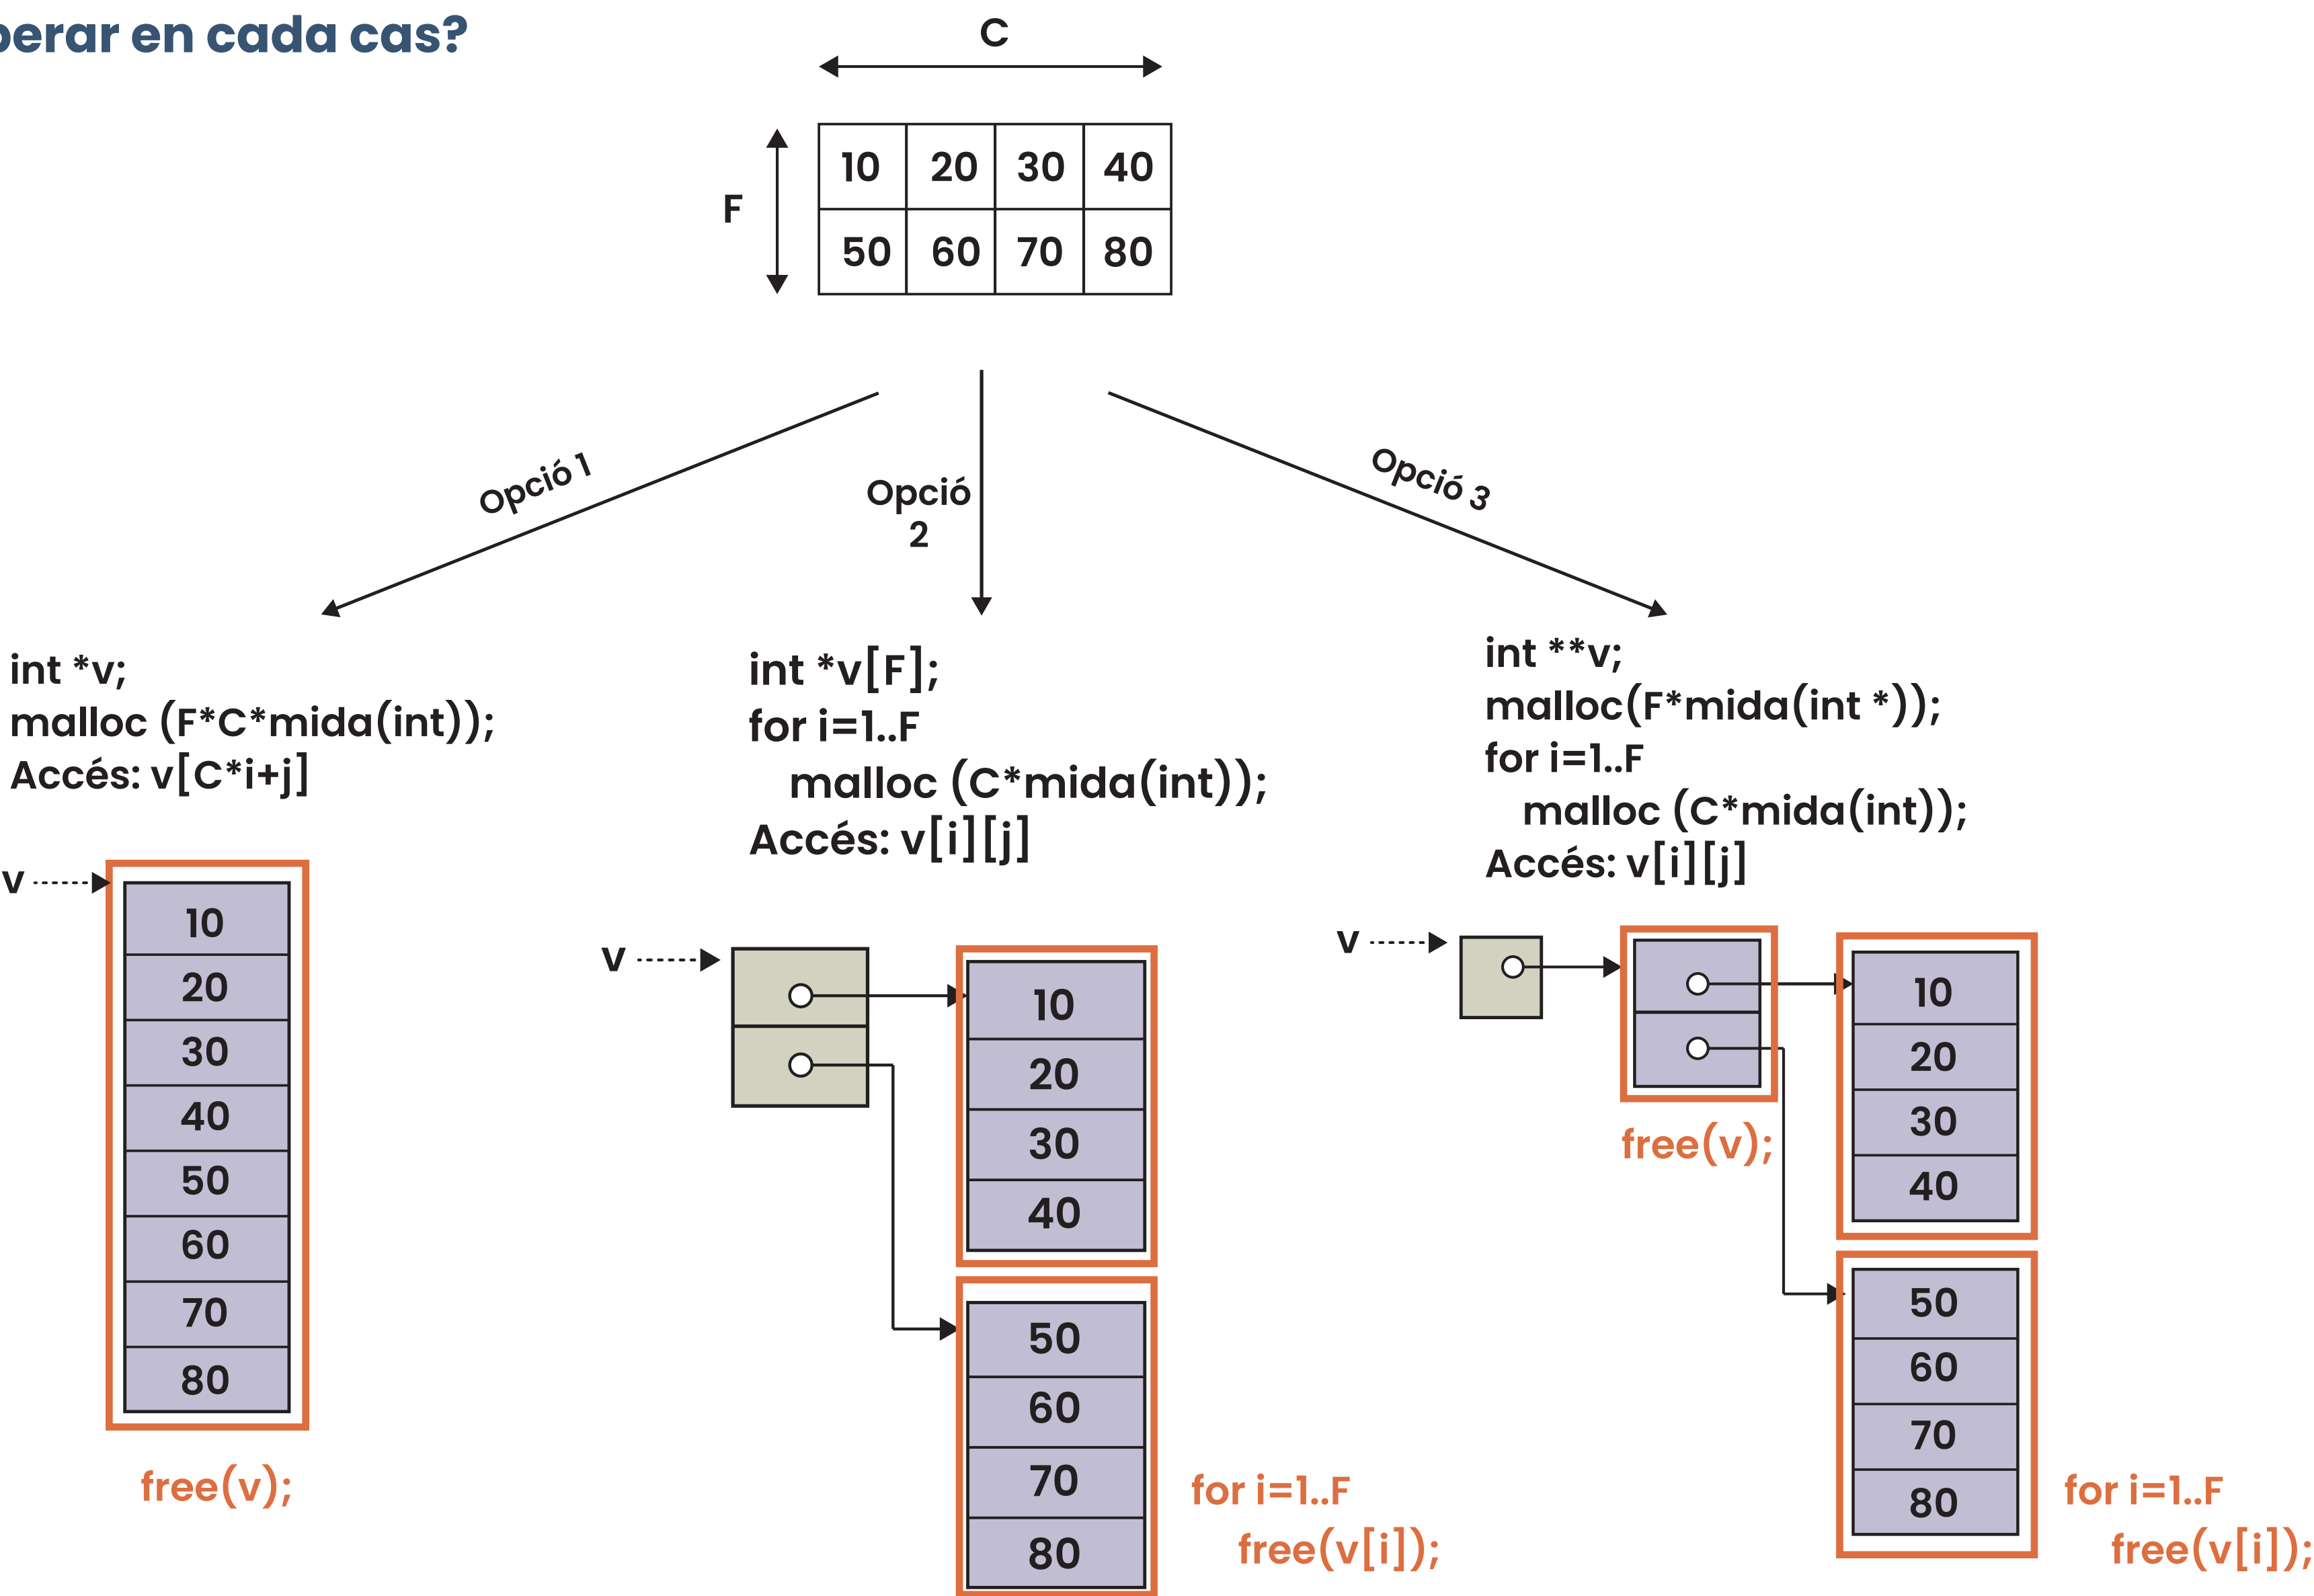 perar en cada cas?
C
F
10 20 30 40
50 60 70 80
Opció 1
Opció
2
Opció 3
int *v;
malloc (F*C*mida(int));
Accés: v[C*i+j]
v
10
20
30
40
50
60
70
80
free(v);
int *v[F];
for i=1..F
malloc (C*mida(int));
Accés: v[i][j]
v
10
20
30
40
50
60
70
80
for i=1..F
free(v[i]);
int **v;
malloc(F*mida(int *));
for i=1..F
malloc (C*mida(int));
Accés: v[i][j]
v
free(v);
10
20
30
40
50
60
70
80
for i=1..F
free(v[i]);